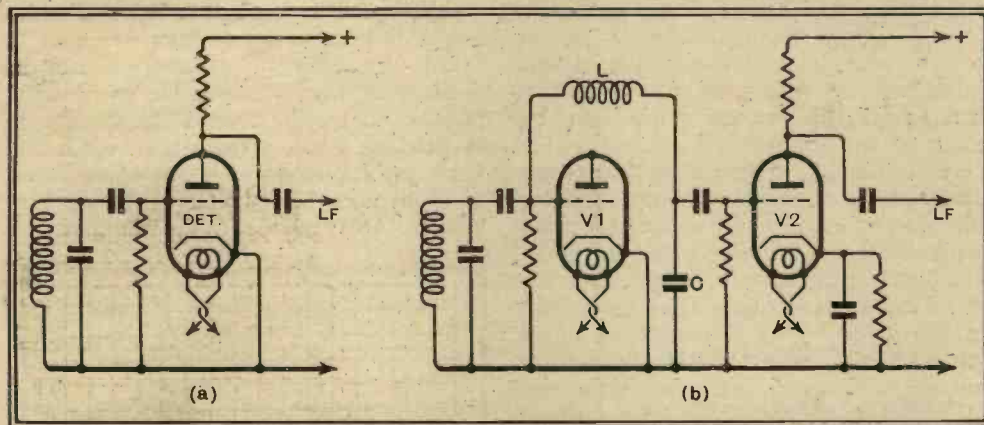 +
DET.
LF
(a)
L
V1
C
+
V2
LF
-
(b)